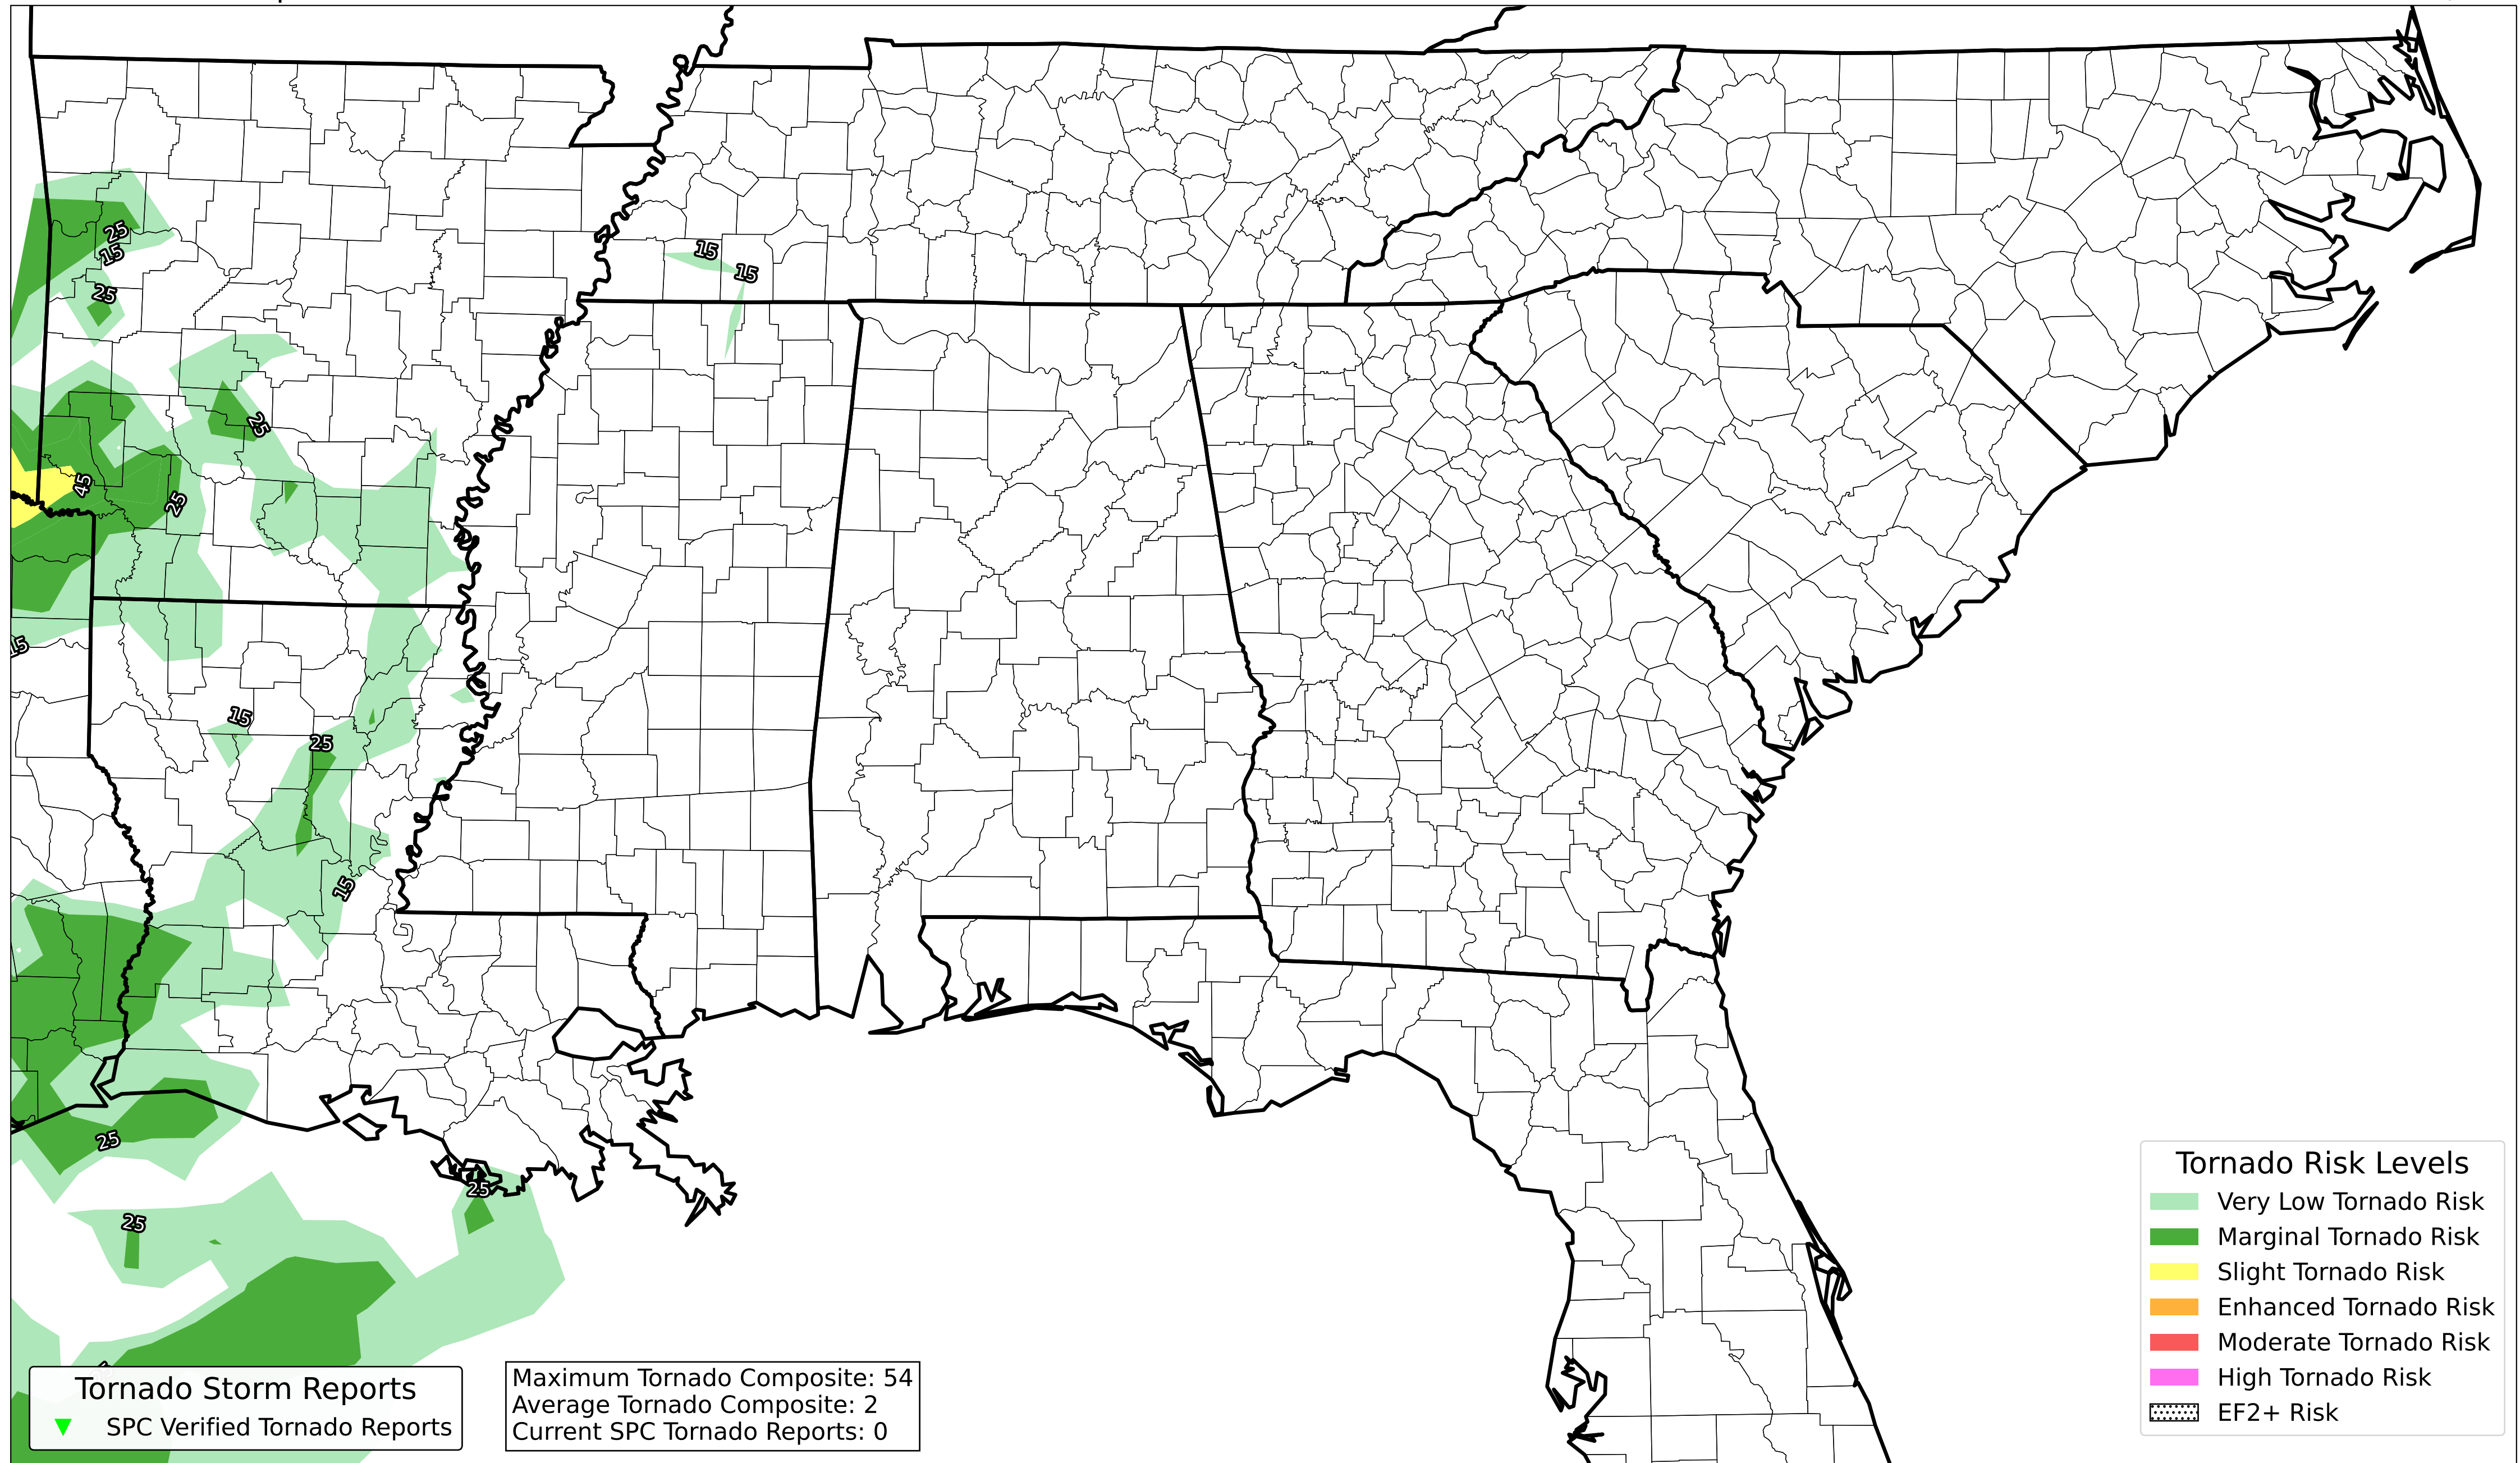 25
15
25
15
15
25
45
25
15
15
25
15
25
25
25
Tornado Risk Levels
Very Low Tornado Risk
Marginal Tornado Risk
Slight Tornado Risk
Enhanced Tornado Risk
Moderate Tornado Risk
High Tornado Risk
EF2+ Risk
Tornado Storm Reports
SPC Verified Tornado Reports
Maximum Tornado Composite: 54
Average Tornado Composite: 2
Current SPC Tornado Reports: 0